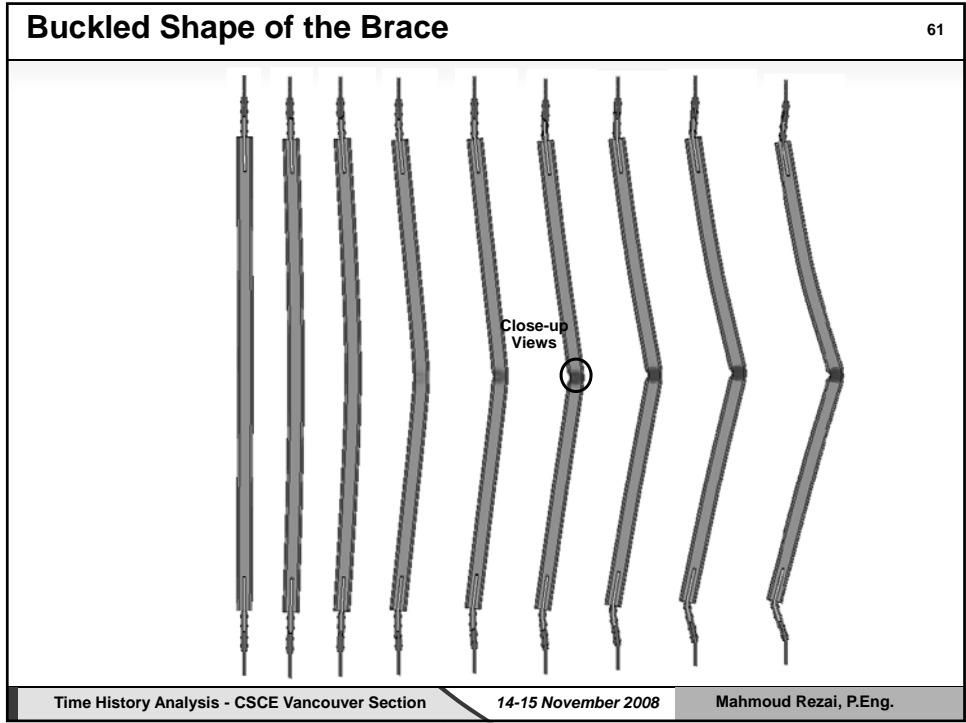 Buckled Shape of the Brace
61
Close-up
Views
Time History Analysis - CSCE Vancouver Section
14-15 November 2008
Mahmoud Rezai, P.Eng.